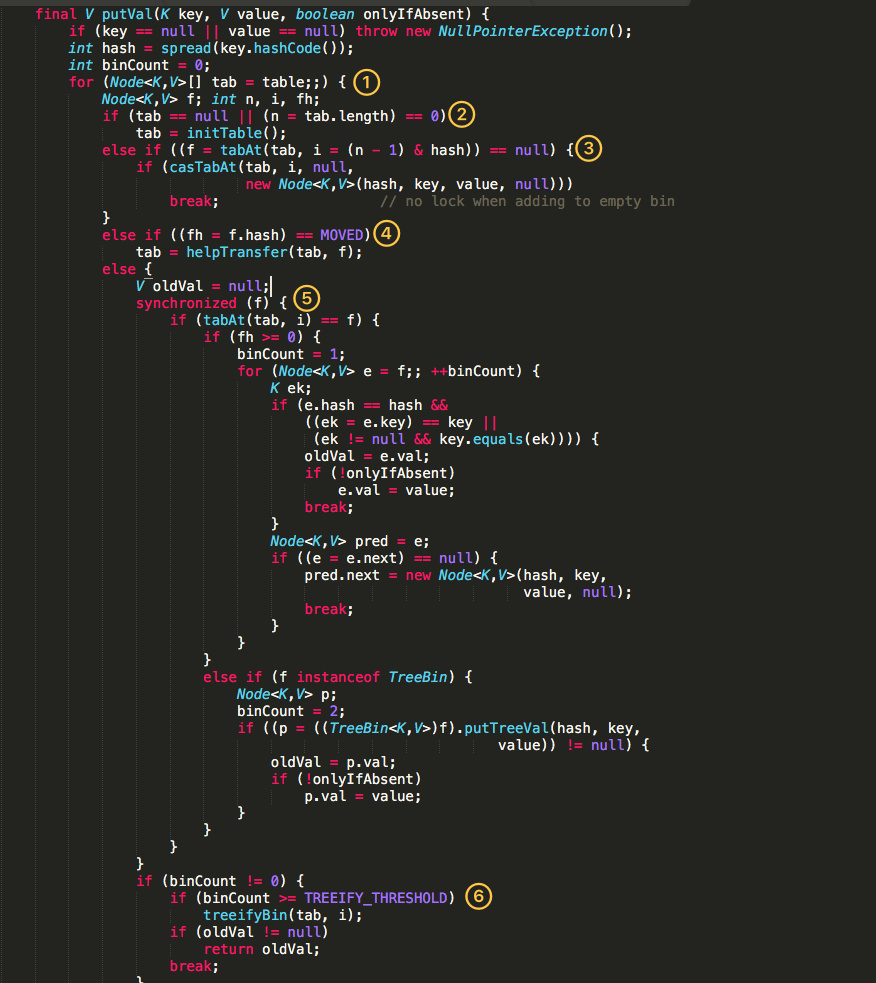 final V putVal(K key, V value, boolean onlyIfAbsent) {
if (key == null || value == null) throw new NullPointerException();
int hash = spread(key.hashCode());
int binCount = 0;
for (Node<K,V>[] tab = table;;) { 1
Node<K,V> f; int n, i, fh;
if (tab == null || (n = tab.length) == 0) 2
tab = initTable();
else if ((f = tabAt(tab, i = (n - 1) & hash)) == null) { 3
if (casTabAt(tab, i, null,
new Node<K,V>(hash, key, value, null)))
break; // no lock when adding to empty bin
}
else if ((fh = f.hash) == MOVED) 4
tab = helpTransfer(tab, f);
else {
V oldVal = null;
synchronized (f) { 5
if (tabAt(tab, i) == f) {
if (fh >= 0) {
binCount = 1;
for (Node<K,V> e = f;; ++binCount) {
K ek;
if (e.hash == hash &&
((ek = e.key) == key ||
(ek != null && key.equals(ek)))) {
oldVal = e.val;
if (!onlyIfAbsent)
e.val = value;
break;
}
Node<K,V> pred = e;
if ((e = e.next) == null) {
pred.next = new Node<K,V>(hash, key,
value, null);
break;
}
}
}
else if (f instanceof TreeBin) {
Node<K,V> p;
binCount = 2;
if ((p = ((TreeBin<K,V>)f).putTreeVal(hash, key,
value)) != null) {
oldVal = p.val;
if (!onlyIfAbsent)
p.val = value;
}
}
}
}
if (binCount != 0) {
if (binCount >= TREEIFY_THRESHOLD) 6
treeifyBin(tab, i);
if (oldVal != null)
return oldVal;
break;
}